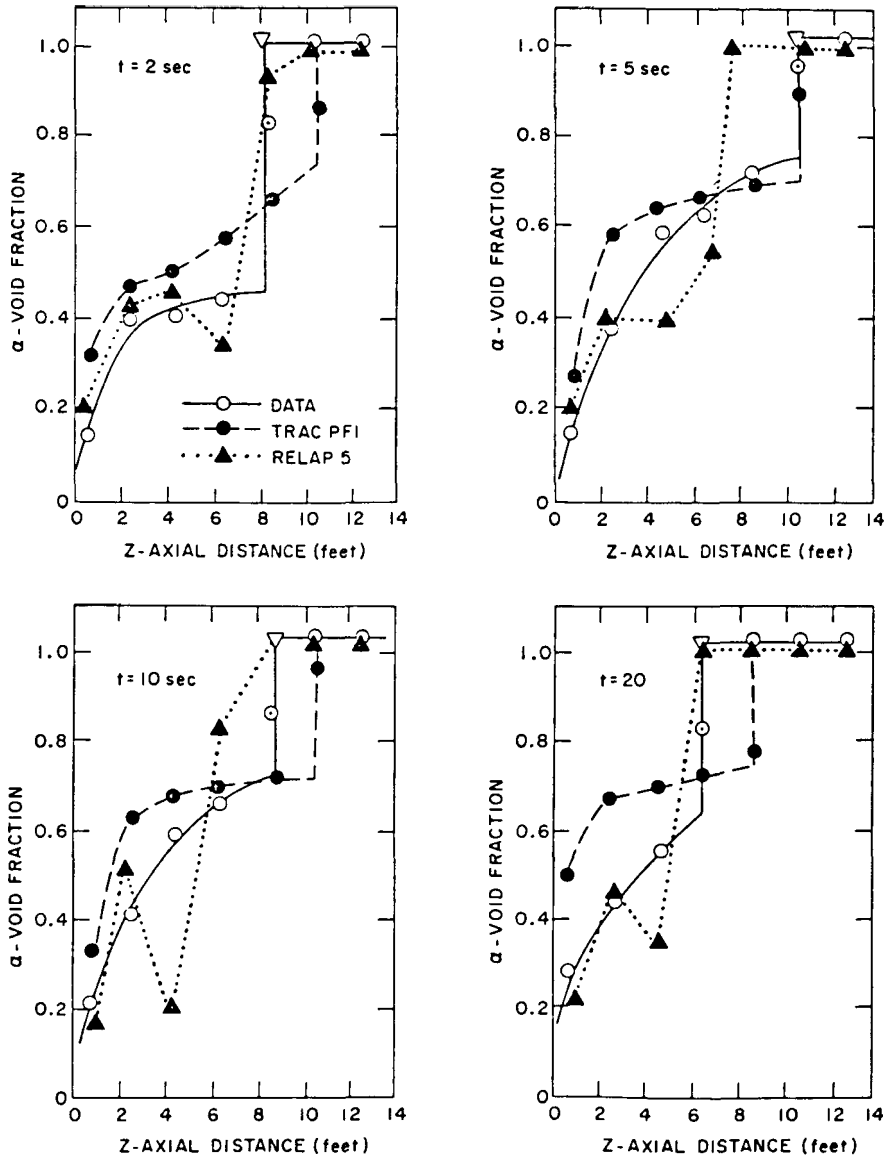 t = 2 sec
1.0
0.8
0.6
0.4
0.2
0
α-VOID FRACTION
DATA
TRAC PFI
RELAP 5
0 2 4 6 8 10 12 14
Z-AXIAL DISTANCE (feet)
t = 5 sec
1.0
0.8
0.6
0.4
0.2
0
α-VOID FRACTION
0 2 4 6 8 10 12 14
Z-AXIAL DISTANCE (feet)
t = 10 sec
1.0
0.8
0.6
0.4
0.2
0
α-VOID FRACTION
0 2 4 6 8 10 12 14
Z-AXIAL DISTANCE (feet)
t = 20
1.0
0.8
0.6
0.4
0.2
0
α-VOID FRACTION
0 2 4 6 8 10 12 14
Z-AXIAL DISTANCE (feet)